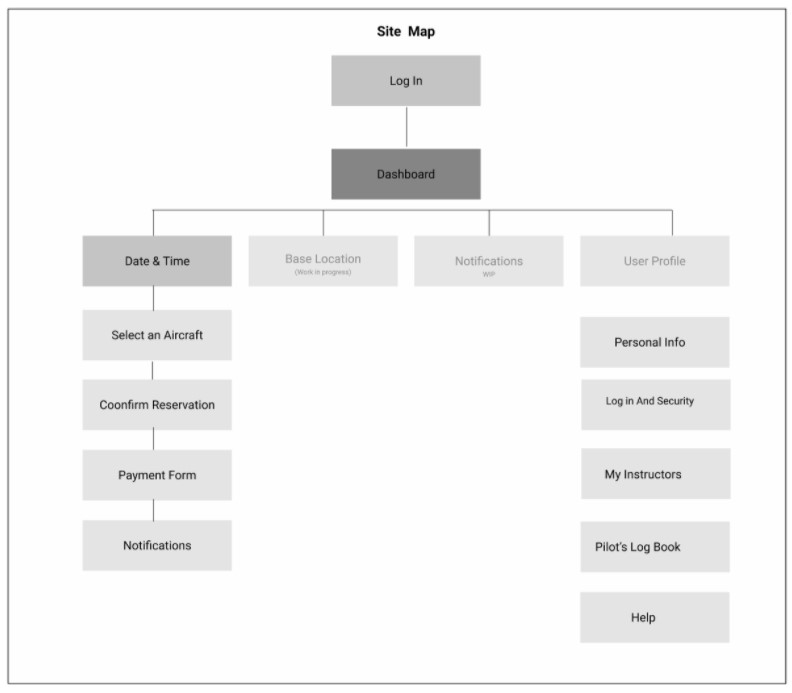 Site Map
Log In
Dashboard
Date & Time
Base Location
(Work in progress)
Notifications
WIP
User Profile
Select an Aircraft
Coonfirm Reservation
Payment Form
Notifications
Personal Info
Log in And Security
My Instructors
Pilot's Log Book
Help